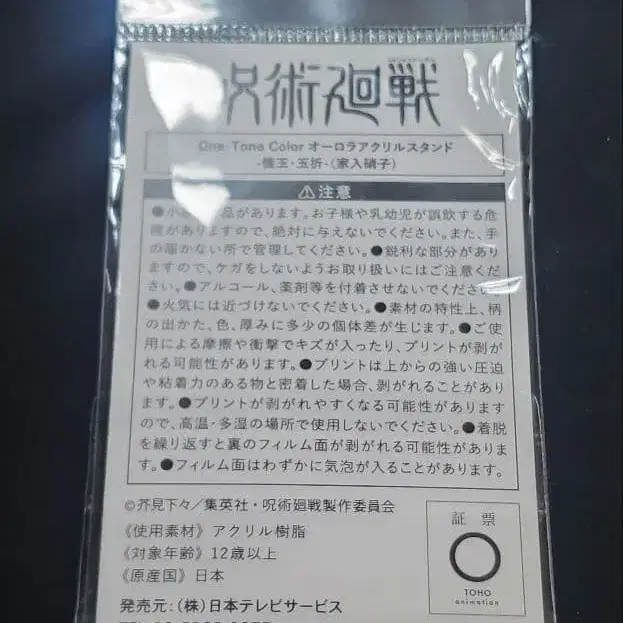 呪術廻戦
One-Tone Color オーロラアクリルスタンド
-懐玉・玉折-(家入硝子)
⚠注意
●小さい部品があります。お子様や乳幼児が誤飲する危
険がありますので、絶対に与えないでください。また、手
の届かない所で管理してください。●鋭利な部分があり
ますので、ケガをしないようお取り扱いにはご注意くだ
さい。●アルコール、薬剤等を付着させないでください。
●火気には近づけないでください。●素材の特性上、柄
の出かた、色、厚みに多少の個体差が生じます。●ご使
用による摩擦や衝撃でキズが入ったり、プリントが剥が
れる可能性があります。●プリントは上からの強い圧迫
や粘着力のある物と密着した場合、剥がれることがあり
ます。●プリントが剥がれやすくなる可能性があります
ので、高温・多湿の場所で使用しないでください。●着脱
を繰り返すと裏のフィルム面が剥がれる可能性がありま
す。●フィルム面はわずかに気泡が入ることがあります。
©芥見下々／集英社・呪術廻戦製作委員会
《使用素材》アクリル樹脂
《対象年齢》12歳以上
《原産国》日本
発売元:(株)日本テレビサービス
証票
TOHO
animation